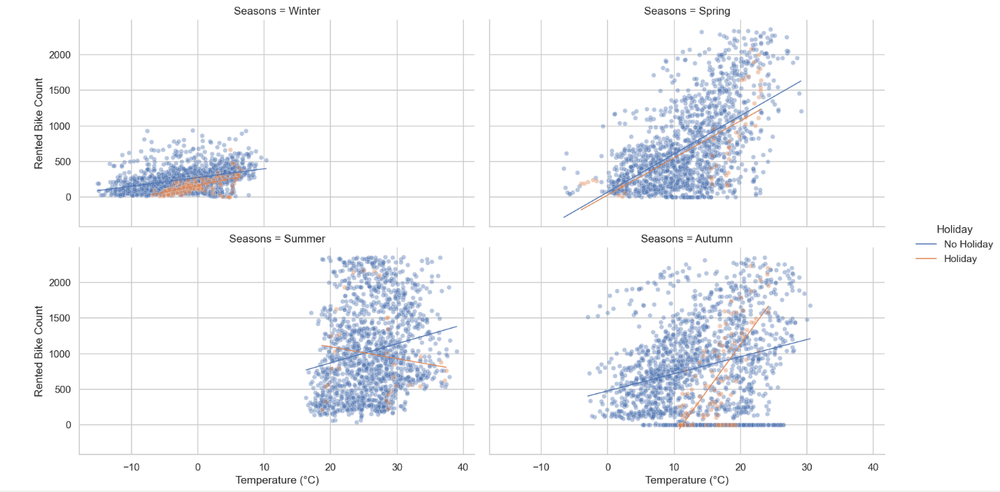 Seasons = Winter
Seasons = Spring
2000
1500
1000
500
0
Rented Bike Count
Seasons = Summer
Seasons = Autumn
2000
1500
1000
500
0
Rented Bike Count
−10 0 10 20 30 40
Temperature (°C)
−10 0 10 20 30 40
Temperature (°C)
Holiday
No Holiday
Holiday